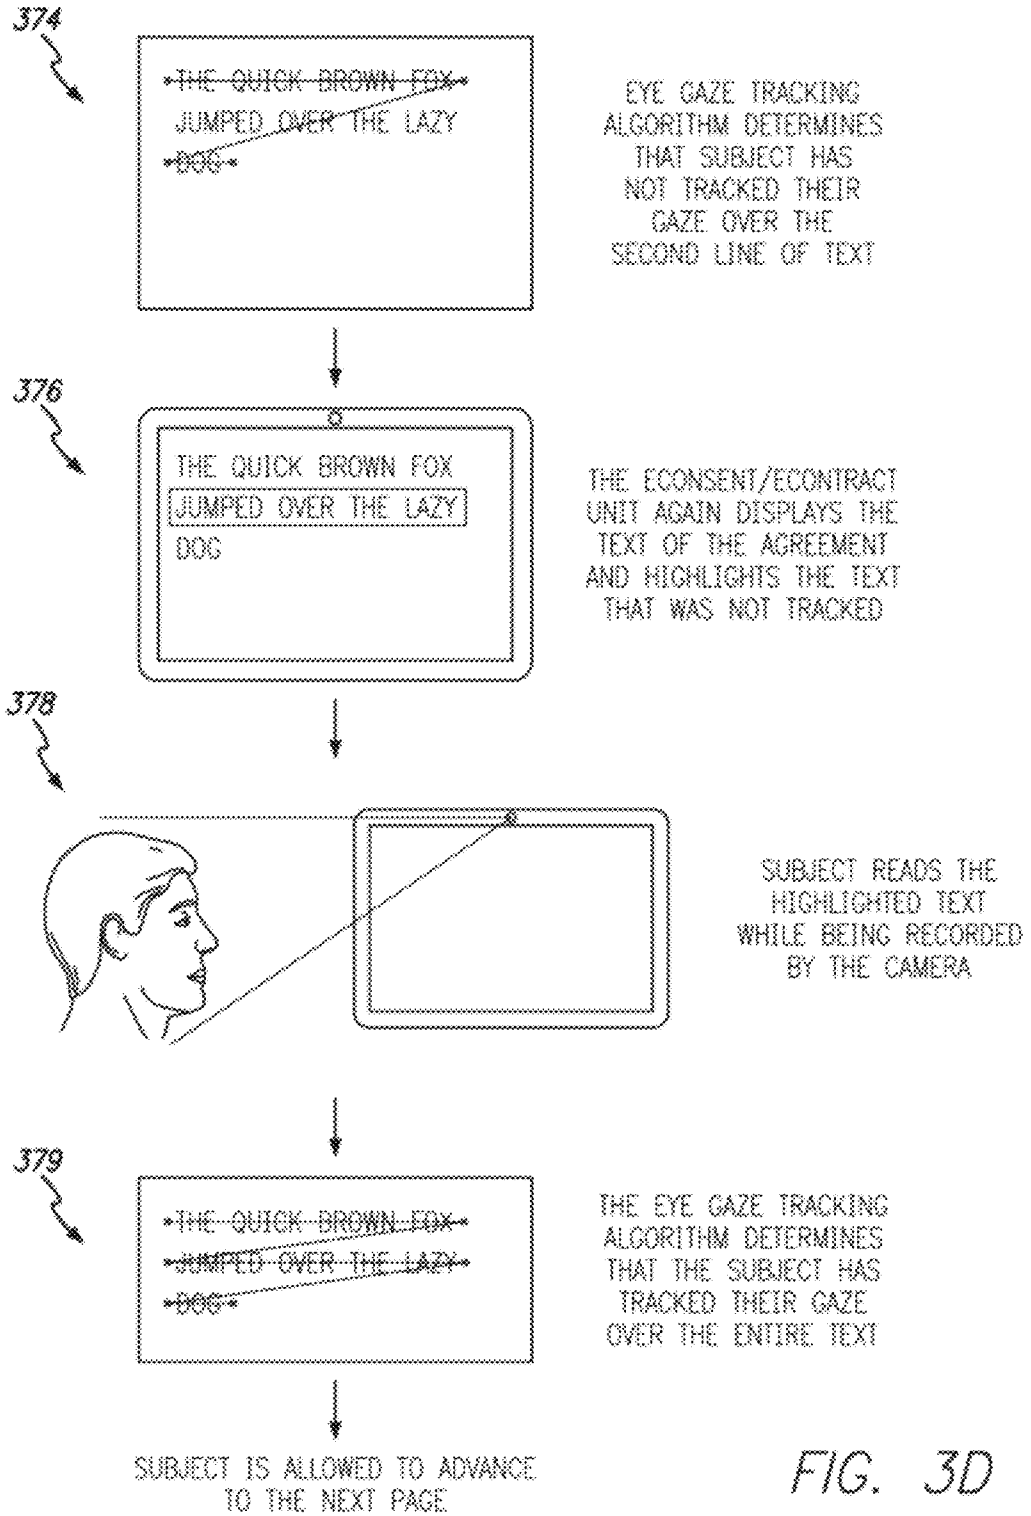 374
THE QUICK BROWN FOX
JUMPED OVER THE LAZY
DOG
EYE GAZE TRACKING
ALGORITHM DETERMINES
THAT SUBJECT HAS
NOT TRACKED THEIR
GAZE OVER THE
SECOND LINE OF TEXT
376
THE QUICK BROWN FOX
JUMPED OVER THE LAZY
DOG
THE ECONSENT/ECONTRACT
UNIT AGAIN DISPLAYS THE
TEXT OF THE AGREEMENT
AND HIGHLIGHTS THE TEXT
THAT WAS NOT TRACKED
378
SUBJECT READS THE
HIGHLIGHTED TEXT
WHILE BEING RECORDED
BY THE CAMERA
379
THE QUICK BROWN FOX
JUMPED OVER THE LAZY
DOG
THE EYE GAZE TRACKING
ALGORITHM DETERMINES
THAT THE SUBJECT HAS
TRACKED THEIR GAZE
OVER THE ENTIRE TEXT
SUBJECT IS ALLOWED TO ADVANCE
TO THE NEXT PAGE
FIG. 3D